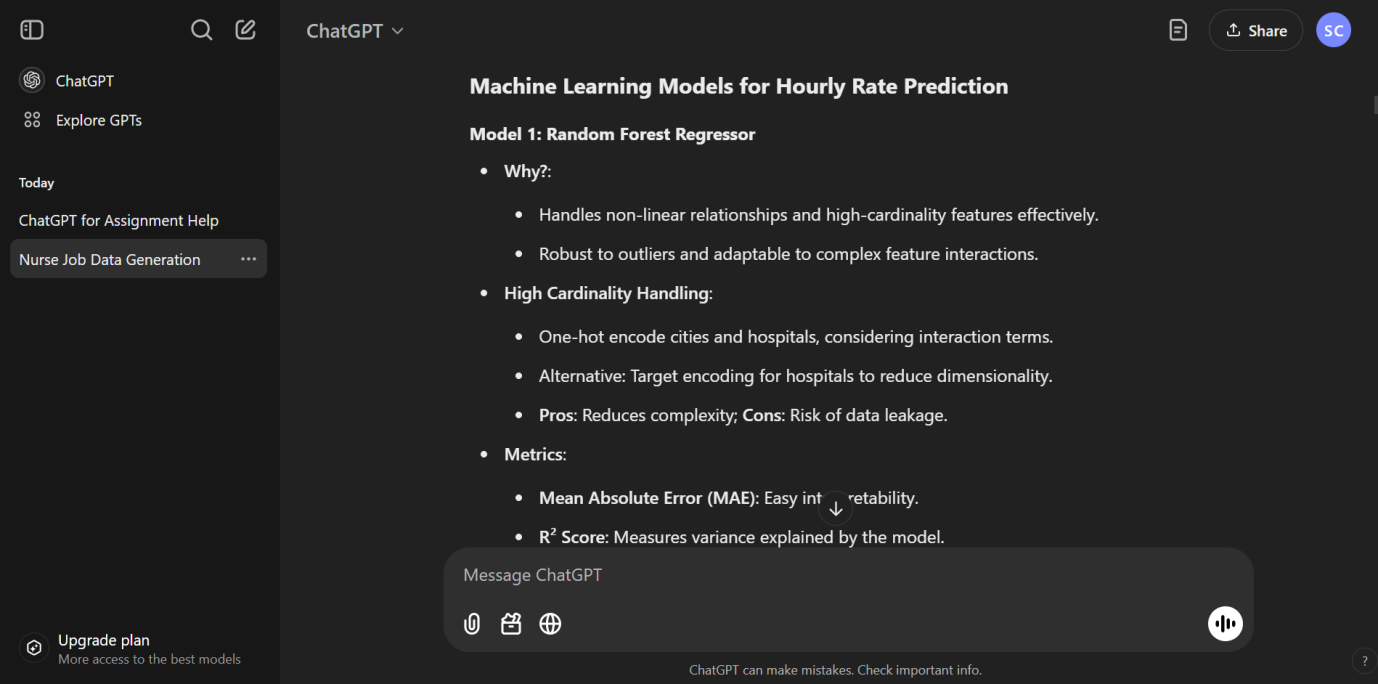 ChatGPT
Explore GPTs
Today
ChatGPT for Assignment Help
Nurse Job Data Generation
Upgrade plan
More access to the best models
ChatGPT
Share
SC
Machine Learning Models for Hourly Rate Prediction
Model 1: Random Forest Regressor
Why?:
Handles non-linear relationships and high-cardinality features effectively.
Robust to outliers and adaptable to complex feature interactions.
High Cardinality Handling:
One-hot encode cities and hospitals, considering interaction terms.
Alternative: Target encoding for hospitals to reduce dimensionality.
Pros: Reduces complexity; Cons: Risk of data leakage.
Metrics:
Mean Absolute Error (MAE): Easy
R² Score: Measures variance explained by the model.
Message ChatGPT
ChatGPT can make mistakes. Check important info.
?